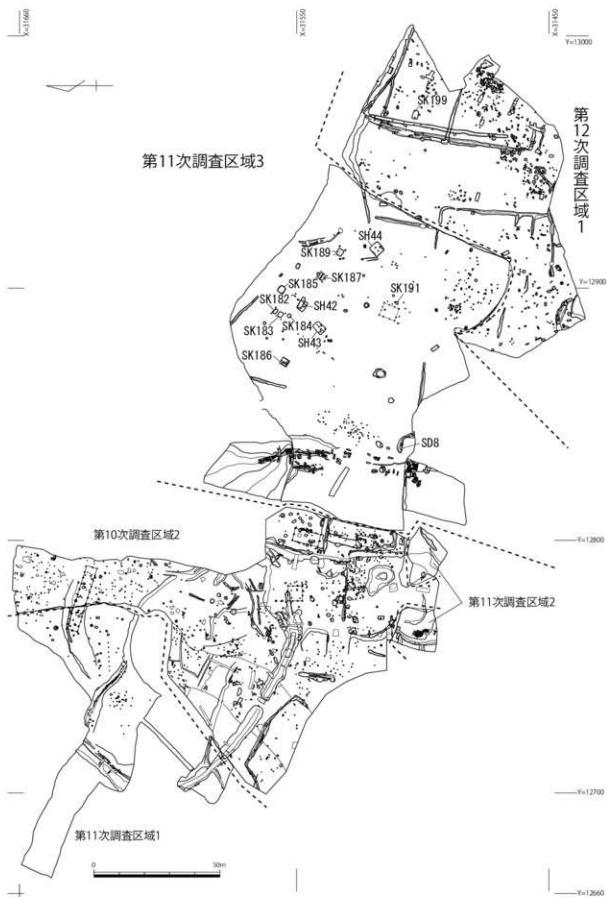 X=31660
X=31550
X=31450
Y=13000
SK199
第12次調査区域1
第11次調査区域3
SH44
SK189
SK187
SK185
SK191
Y=12900
SK182
SH42
SK183
SK184
SH43
SK186
SD8
第10次調査区域2
Y=12800
第11次調査区域2
Y=12700
第11次調査区域1
0
50m
Y=12660